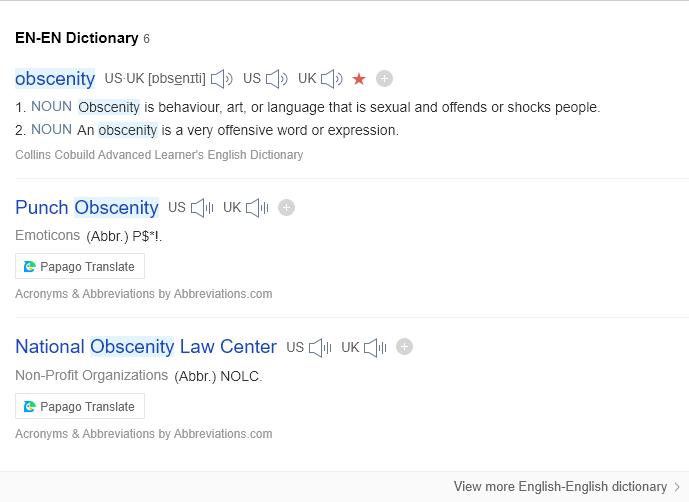 EN-EN Dictionary 6
obscenity US·UK [ɒbsenɪti] US UK
1. NOUN Obscenity is behaviour, art, or language that is sexual and offends or shocks people.
2. NOUN An obscenity is a very offensive word or expression.
Collins Cobuild Advanced Learner's English Dictionary
Punch Obscenity US UK
Emoticons (Abbr.) P$*!.
Papago Translate
Acronyms & Abbreviations by Abbreviations.com
National Obscenity Law Center US UK
Non-Profit Organizations (Abbr.) NOLC.
Papago Translate
Acronyms & Abbreviations by Abbreviations.com
View more English-English dictionary